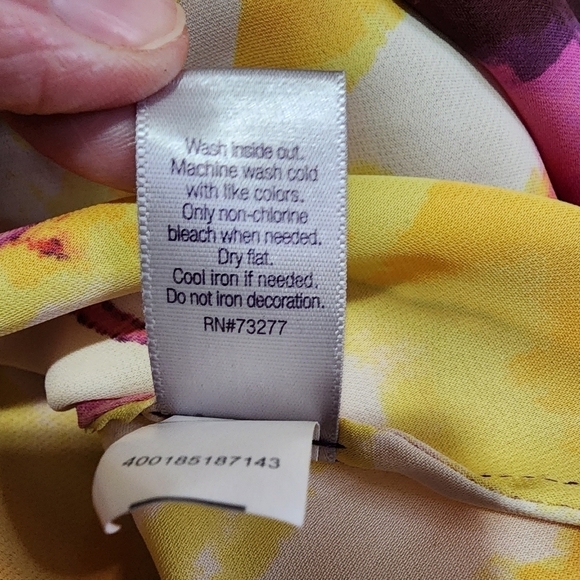 Wash inside out.
Machine wash cold
with like colors.
Only non-chlorine
bleach when needed.
Dry flat.
Cool iron if needed.
Do not iron decoration.
RN#73277
400185187143